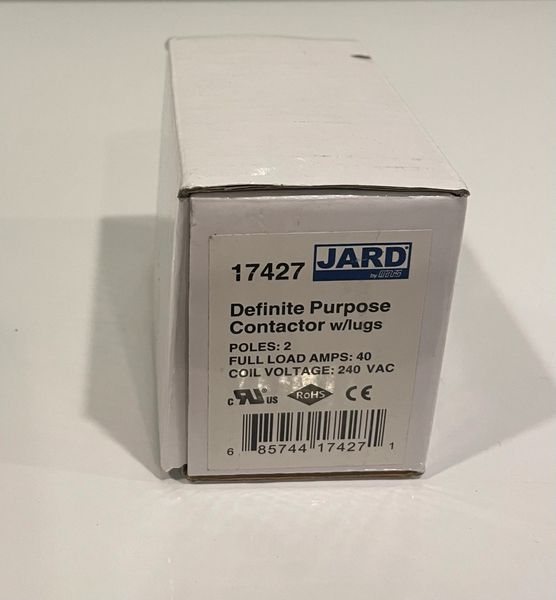 17427 JARD
by MARS
Definite Purpose
Contactor w/lugs
POLES: 2
FULL LOAD AMPS: 40
COIL VOLTAGE: 240 VAC
c RU US RoHS CE
6 85744 17427 1